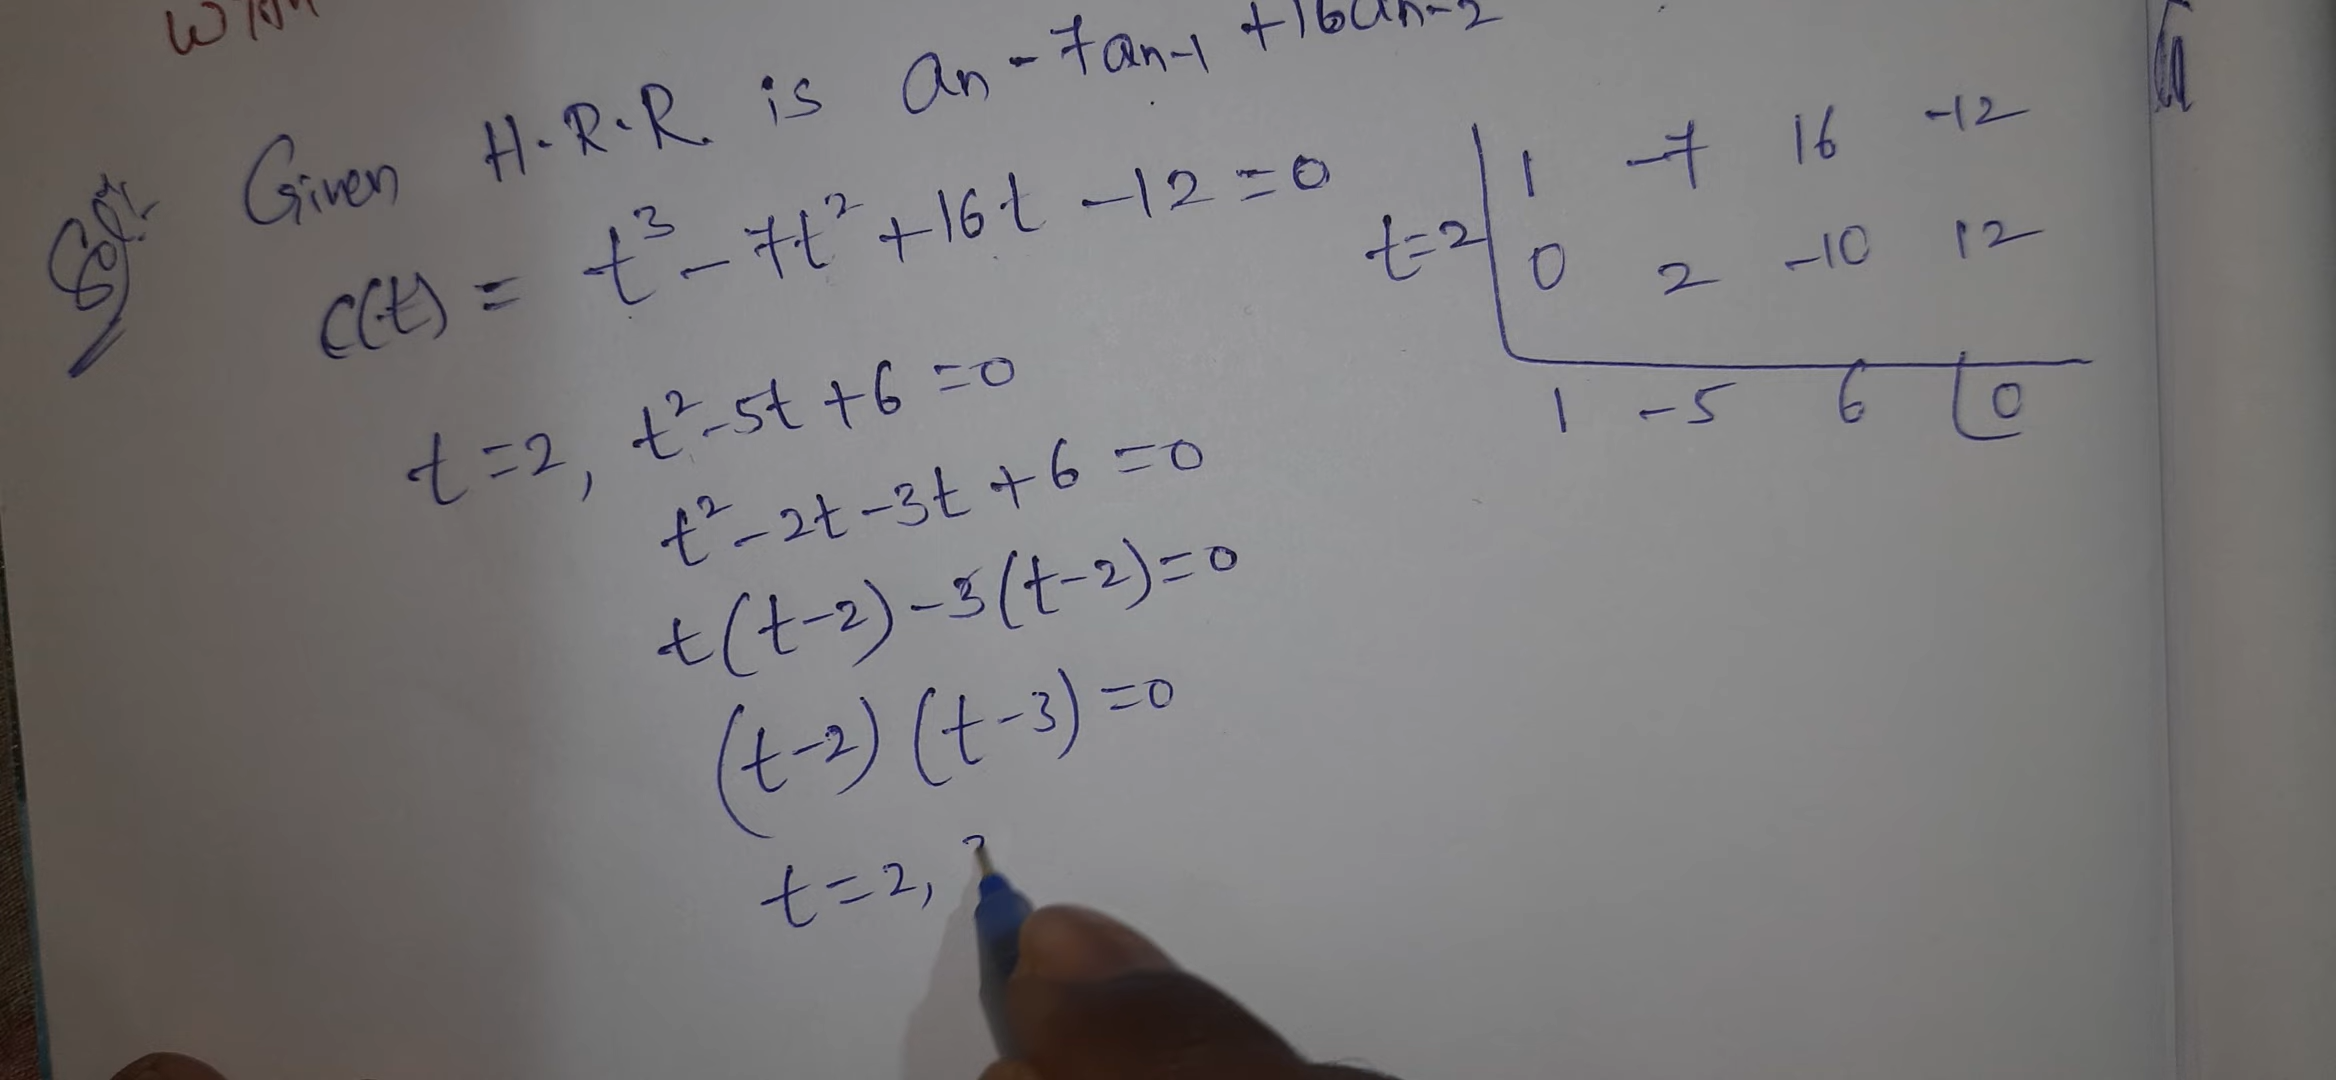 Given H.R.R. is an - 7an-1 + 16an-2
C(t) = t³ - 7t² + 16t - 12 = 0
t=2 | 1 -7 16 -12
0 2 -10 12
1 -5 6 0
t=2, t² - 5t + 6 = 0
t² - 2t - 3t + 6 = 0
t(t-2) - 3(t-2) = 0
(t-2) (t-3) = 0
t=2,